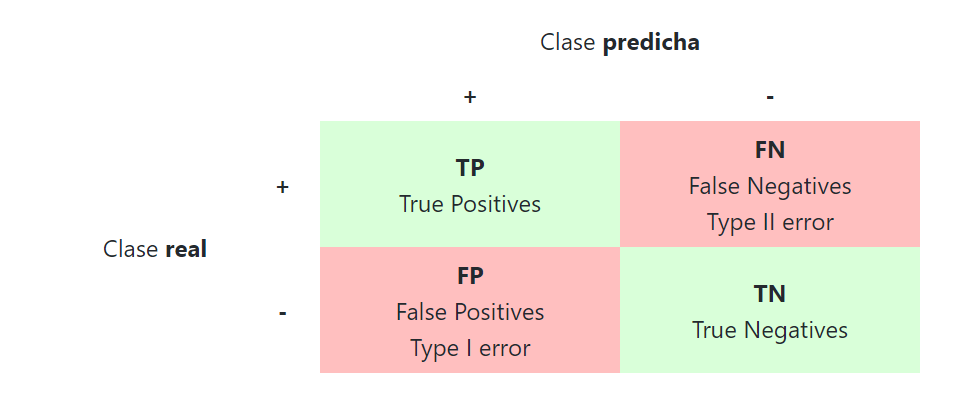 Clase predicha
+ -
+
TP
True Positives
FN
False Negatives
Type II error
Clase real
-
FP
False Positives
Type I error
TN
True Negatives